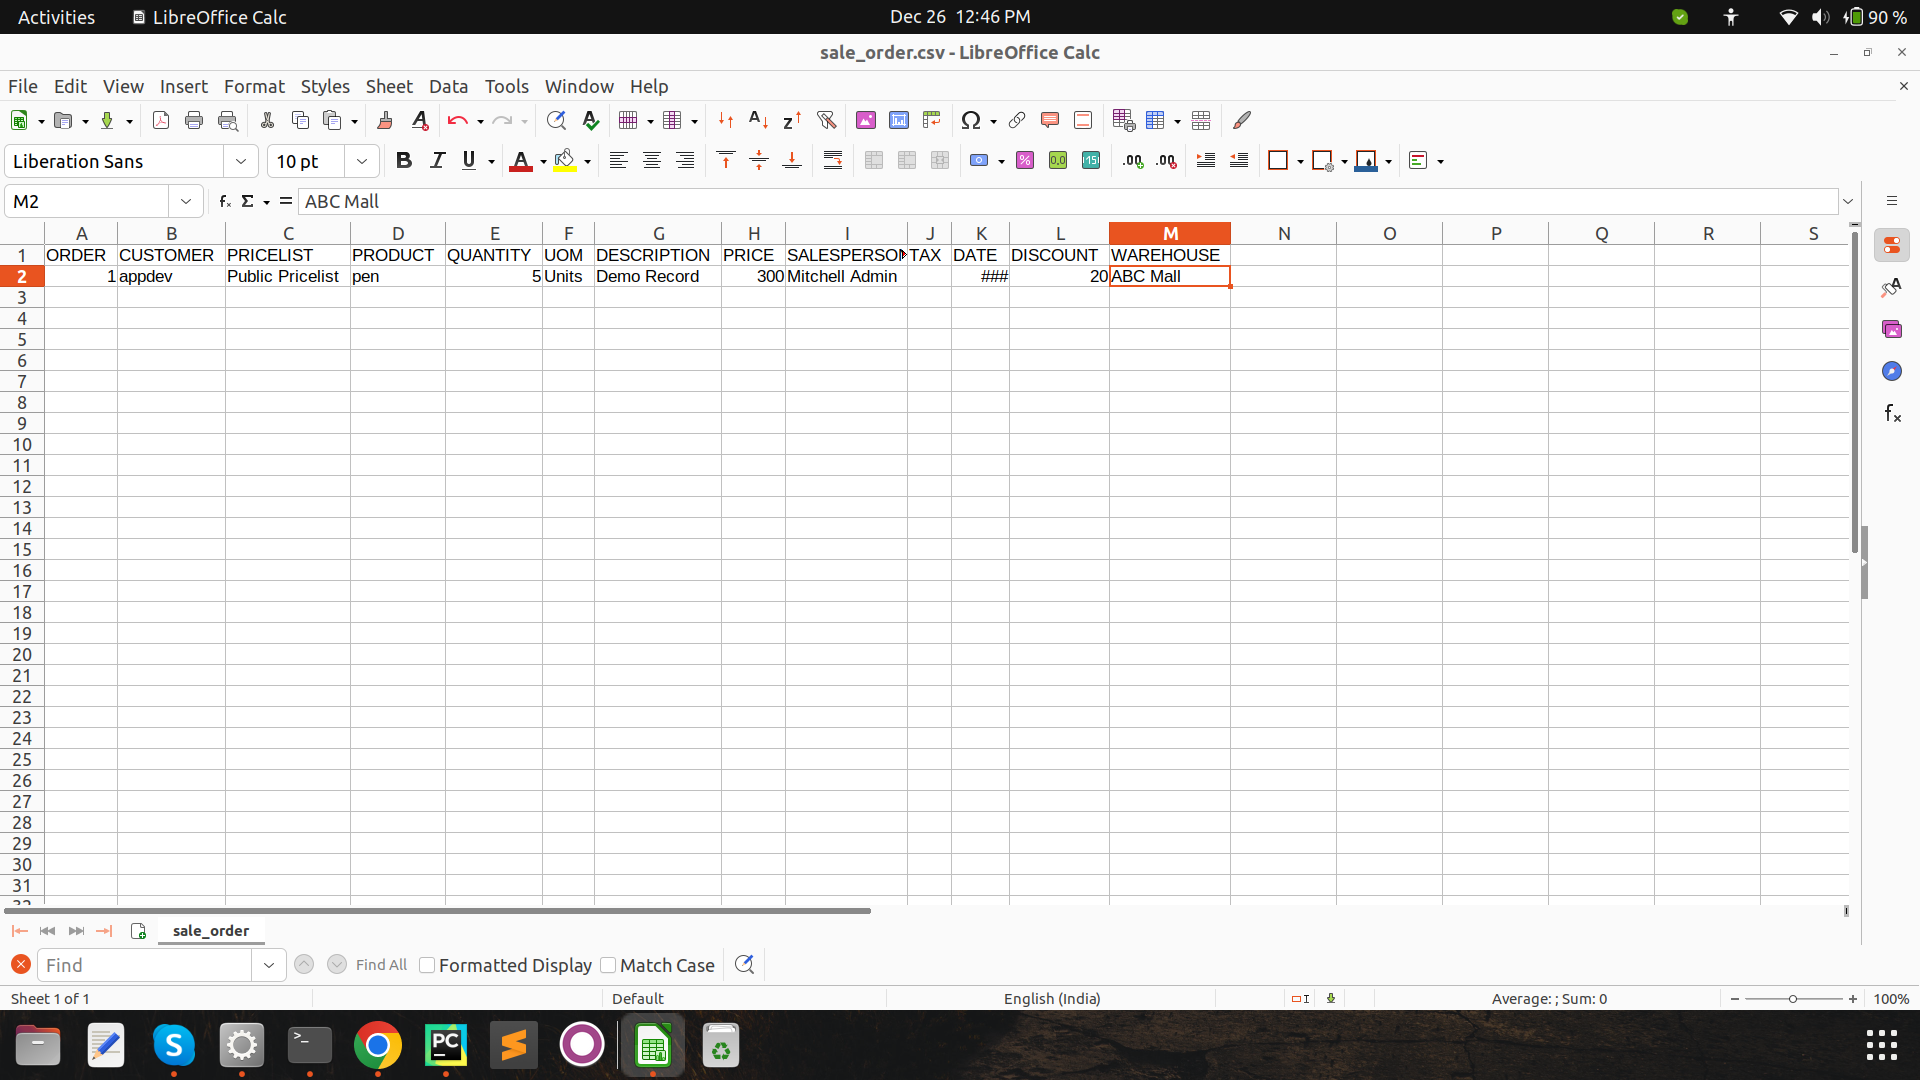 Activities LibreOffice Calc Dec 26 12:46 PM 90 %
sale_order.csv - LibreOffice Calc
File Edit View Insert Format Styles Sheet Data Tools Window Help
Liberation Sans 10 pt
M2 ABC Mall
A B C D E F G H I J K L M N O P Q R S
1 ORDER CUSTOMER PRICELIST PRODUCT QUANTITY UOM DESCRIPTION PRICE SALESPERSON TAX DATE DISCOUNT WAREHOUSE
2 1 appdev Public Pricelist pen 5 Units Demo Record 300 Mitchell Admin ### 20 ABC Mall
3
4
5
6
7
8
9
10
11
12
13
14
15
16
17
18
19
20
21
22
23
24
25
26
27
28
29
30
31
32
sale_order
Find Find All Formatted Display Match Case
Sheet 1 of 1 Default English (India) Average: ; Sum: 0 100%